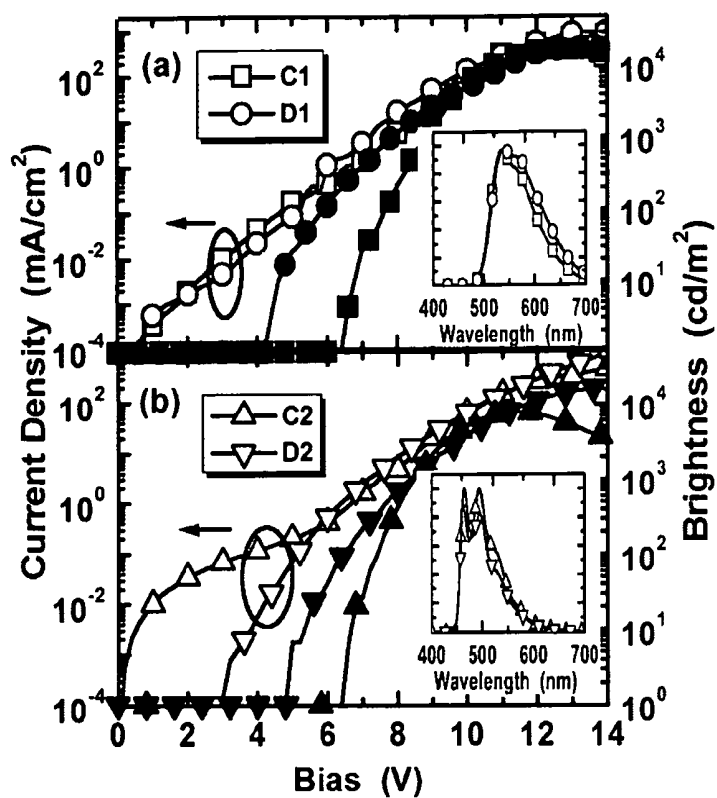 (a)
C1
D1
10²
10⁰
10⁻²
10⁻⁴
10⁴
10³
10²
10¹
400 500 600 700
Wavelength (nm)
(b)
C2
D2
10²
10⁰
10⁻²
10⁻⁴
10⁴
10³
10²
10¹
10⁰
400 500 600 700
Wavelength (nm)
0 2 4 6 8 10 12 14
Bias (V)
Current Density (mA/cm²)
Brightness (cd/m²)